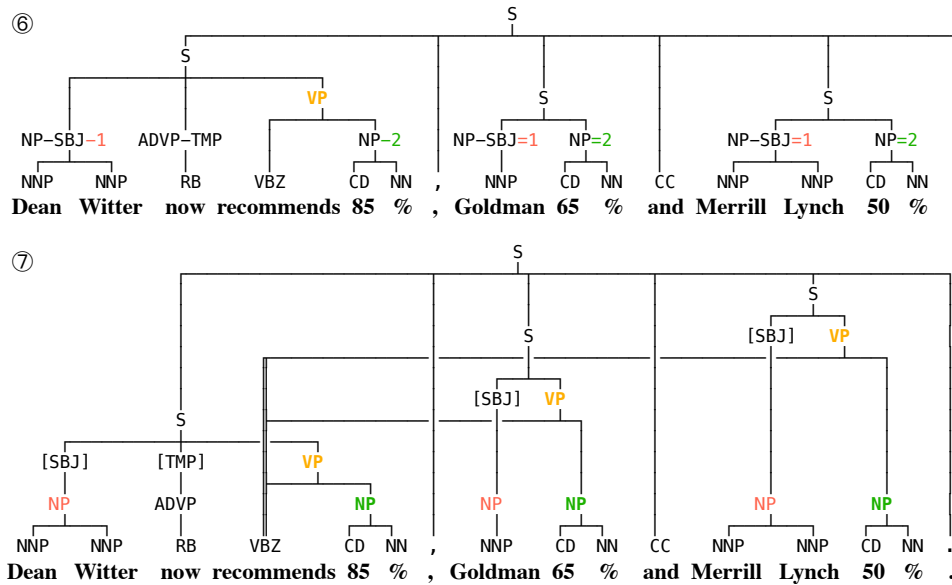 ⑥
S
S
VP
S
S
NP–SBJ–1 ADVP–TMP NP–2 NP–SBJ=1 NP=2 NP–SBJ=1 NP=2
NNP NNP RB VBZ CD NN , NNP CD NN CC NNP NNP CD NN
Dean Witter now recommends 85 % , Goldman 65 % and Merrill Lynch 50 %
⑦
S
S
S [SBJ] VP
[SBJ] VP
S
[SBJ] [TMP] VP
NP ADVP NP NP NP NP NP
NNP NNP RB VBZ CD NN , NNP CD NN CC NNP NNP CD NN .
Dean Witter now recommends 85 % , Goldman 65 % and Merrill Lynch 50 %